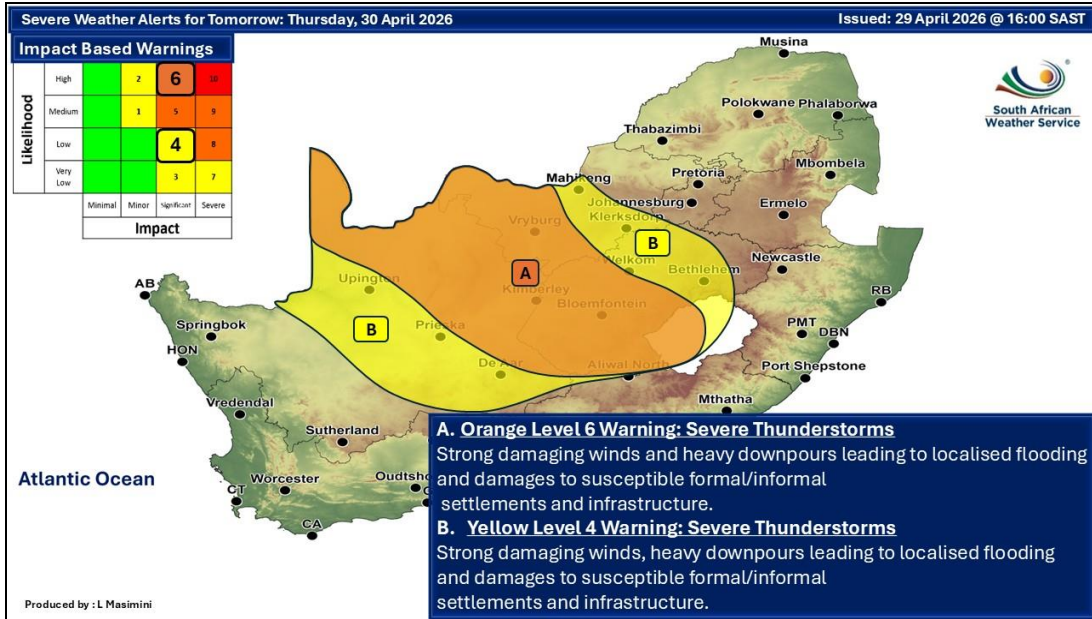 Severe Weather Alerts for Tomorrow: Thursday, 30 April 2026
Issued: 29 April 2026 @ 16:00 SAST
Impact Based Warnings
Likelihood
High
2
6
10
Medium
1
5
9
Low
4
8
Very
Low
3
7
Minimal
Minor
Significant
Severe
Impact
South African
Weather Service
Musina
Polokwane
Phalaborwa
Thabazimbi
Mbombela
Mahikeng
Pretoria
Johannesburg
Ermelo
Vryburg
Klerksdorp
B
A
Welkom
Bethlehem
Newcastle
AB
Upington
Kimberley
Bloemfontein
RB
Springbok
B
Prieska
PMT
DBN
HON
De Aar
Aliwal North
Port Shepstone
Vredendal
Mthatha
Sutherland
Atlantic Ocean
Worcester
Oudtsho
CT
CA
A. Orange Level 6 Warning: Severe Thunderstorms
Strong damaging winds and heavy downpours leading to localised flooding
and damages to susceptible formal/informal
settlements and infrastructure.
B. Yellow Level 4 Warning: Severe Thunderstorms
Strong damaging winds, heavy downpours leading to localised flooding
and damages to susceptible formal/informal
settlements and infrastructure.
Produced by : L Masimini